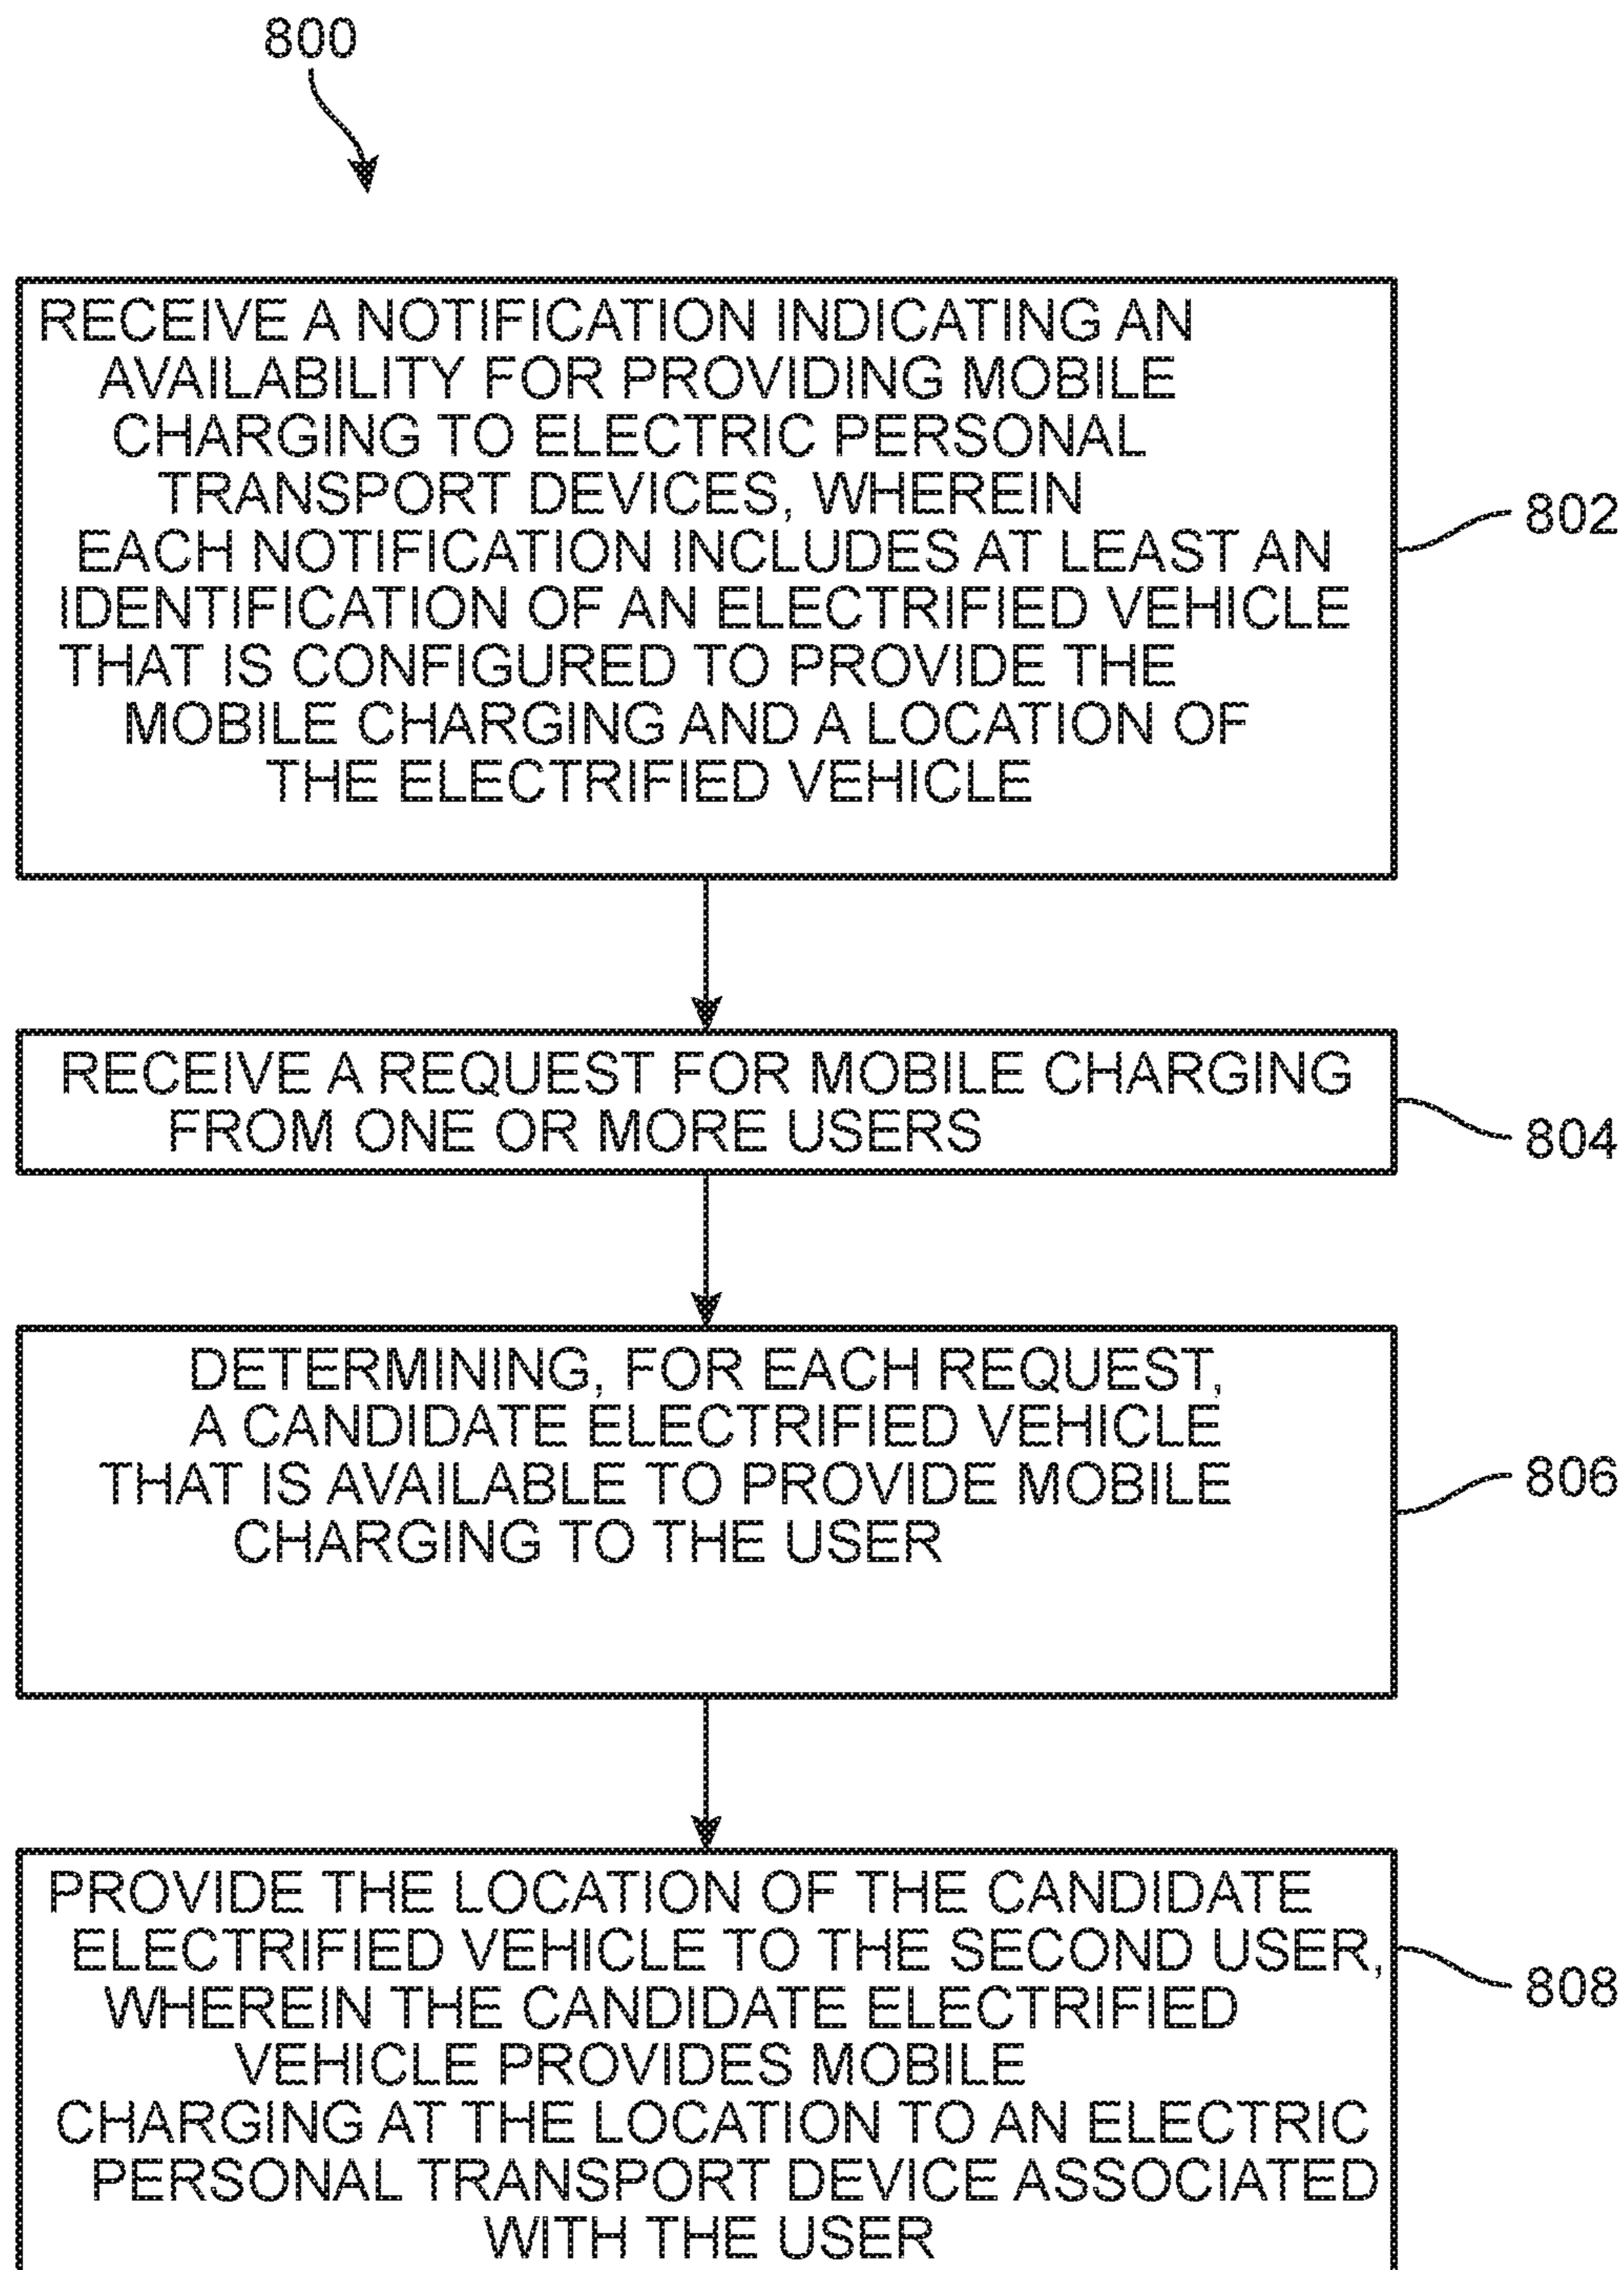 800
RECEIVE A NOTIFICATION INDICATING AN
AVAILABILITY FOR PROVIDING MOBILE
CHARGING TO ELECTRIC PERSONAL
TRANSPORT DEVICES, WHEREIN
EACH NOTIFICATION INCLUDES AT LEAST AN
IDENTIFICATION OF AN ELECTRIFIED VEHICLE
THAT IS CONFIGURED TO PROVIDE THE
MOBILE CHARGING AND A LOCATION OF
THE ELECTRIFIED VEHICLE
802
RECEIVE A REQUEST FOR MOBILE CHARGING
FROM ONE OR MORE USERS
804
DETERMINING, FOR EACH REQUEST,
A CANDIDATE ELECTRIFIED VEHICLE
THAT IS AVAILABLE TO PROVIDE MOBILE
CHARGING TO THE USER
806
PROVIDE THE LOCATION OF THE CANDIDATE
ELECTRIFIED VEHICLE TO THE SECOND USER,
WHEREIN THE CANDIDATE ELECTRIFIED
VEHICLE PROVIDES MOBILE
CHARGING AT THE LOCATION TO AN ELECTRIC
PERSONAL TRANSPORT DEVICE ASSOCIATED
WITH THE USER
808